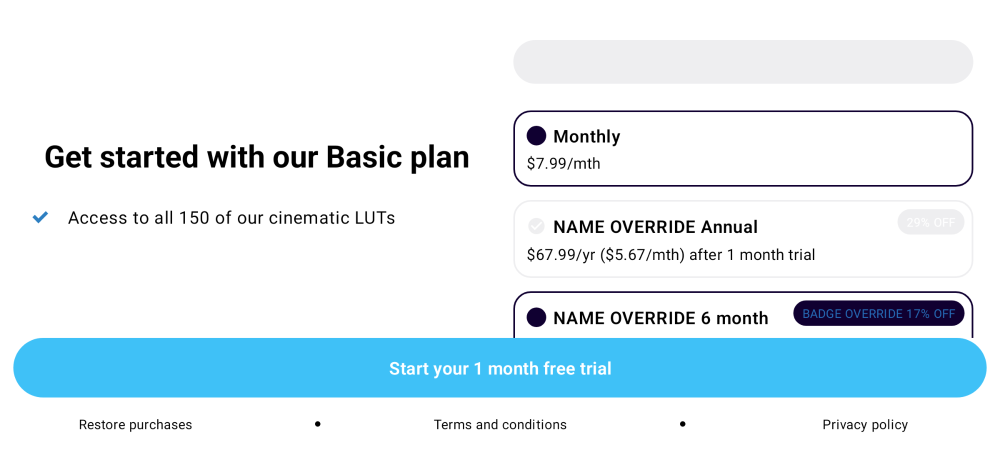 Get started with our Basic plan
Access to all 150 of our cinematic LUTs
Monthly
$7.99/mth
NAME OVERRIDE Annual
29% OFF
$67.99/yr ($5.67/mth) after 1 month trial
NAME OVERRIDE 6 month
BADGE OVERRIDE 17% OFF
Start your 1 month free trial
Restore purchases
Terms and conditions
Privacy policy